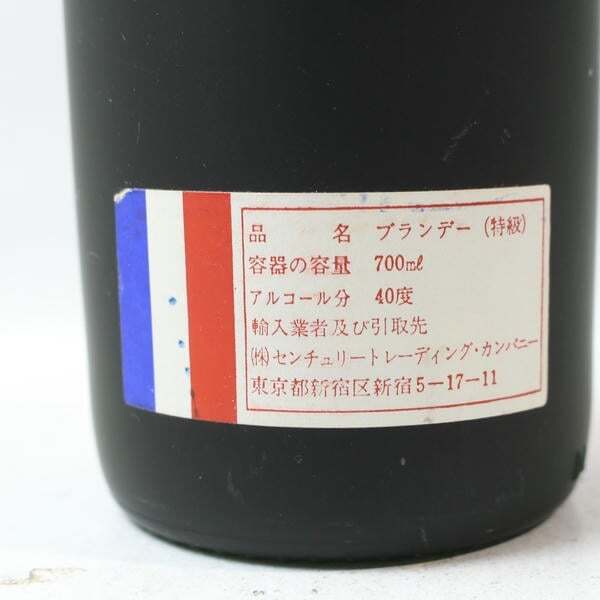 品名 ブランデー (特級)
容器の容量 700ml
アルコール分 40度
輸入業者及び引取先
(株)センチュリートレーディング・カンパニー
東京都新宿区新宿5-17-11